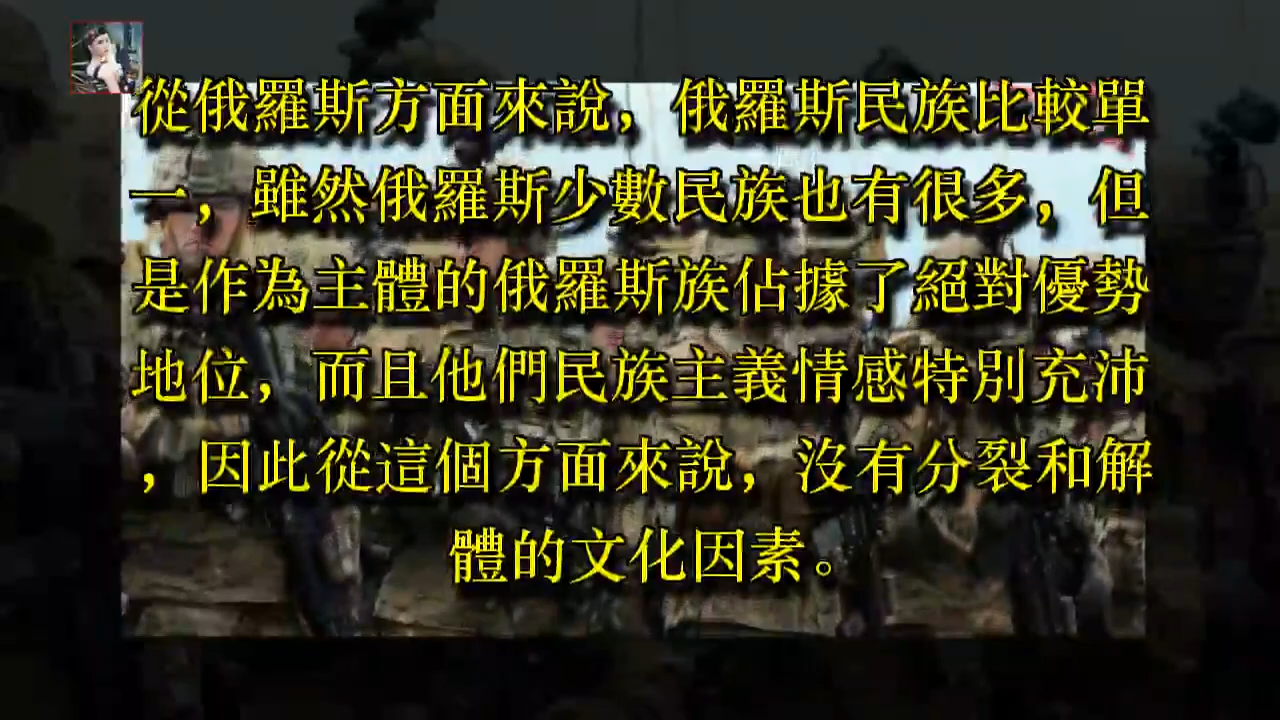 從俄羅斯方面來說，俄羅斯民族比較單
一，雖然俄羅斯少數民族也有很多，但
是作為主體的俄羅斯族佔據了絕對優勢
地位，而且他們民族主義情感特別充沛
，因此從這個方面來說，沒有分裂和解
體的文化因素。